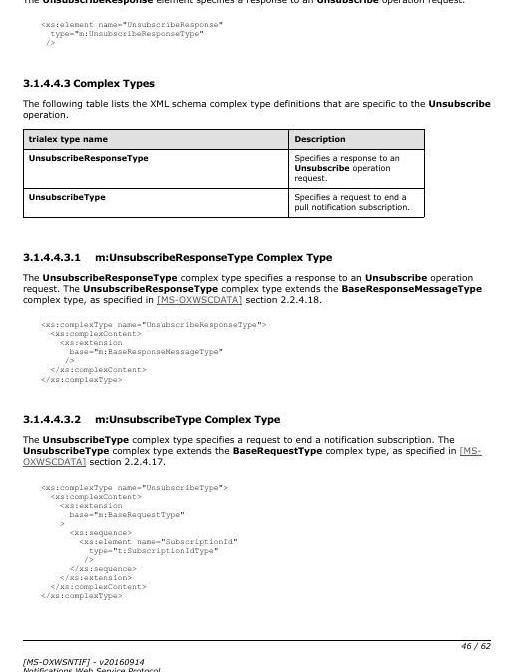 The UnsubscribeResponse element specifies a response to an Unsubscribe operation request.
<xs:element name="UnsubscribeResponse"
type="m:UnsubscribeResponseType"
/>
3.1.4.4.3 Complex Types
The following table lists the XML schema complex type definitions that are specific to the Unsubscribe
operation.
trialex type name
Description
UnsubscribeResponseType
Specifies a response to an
Unsubscribe operation
request.
UnsubscribeType
Specifies a request to end a
pull notification subscription.
3.1.4.4.3.1 m:UnsubscribeResponseType Complex Type
The UnsubscribeResponseType complex type specifies a response to an Unsubscribe operation
request. The UnsubscribeResponseType complex type extends the BaseResponseMessageType
complex type, as specified in [MS-OXWSCDATA] section 2.2.4.18.
<xs:complexType name="UnsubscribeResponseType">
<xs:complexContent>
<xs:extension
base="m:BaseResponseMessageType"
/>
</xs:complexContent>
</xs:complexType>
3.1.4.4.3.2 m:UnsubscribeType Complex Type
The UnsubscribeType complex type specifies a request to end a notification subscription. The
UnsubscribeType complex type extends the BaseRequestType complex type, as specified in [MS-
OXWSCDATA] section 2.2.4.17.
<xs:complexType name="UnsubscribeType">
<xs:complexContent>
<xs:extension
base="m:BaseRequestType"
>
<xs:sequence>
<xs:element name="SubscriptionId"
type="t:SubscriptionIdType"
/>
</xs:sequence>
</xs:extension>
</xs:complexContent>
</xs:complexType>
46 / 62
[MS-OXWSNTIF] - v20160914
Notifications Web Service Protocol